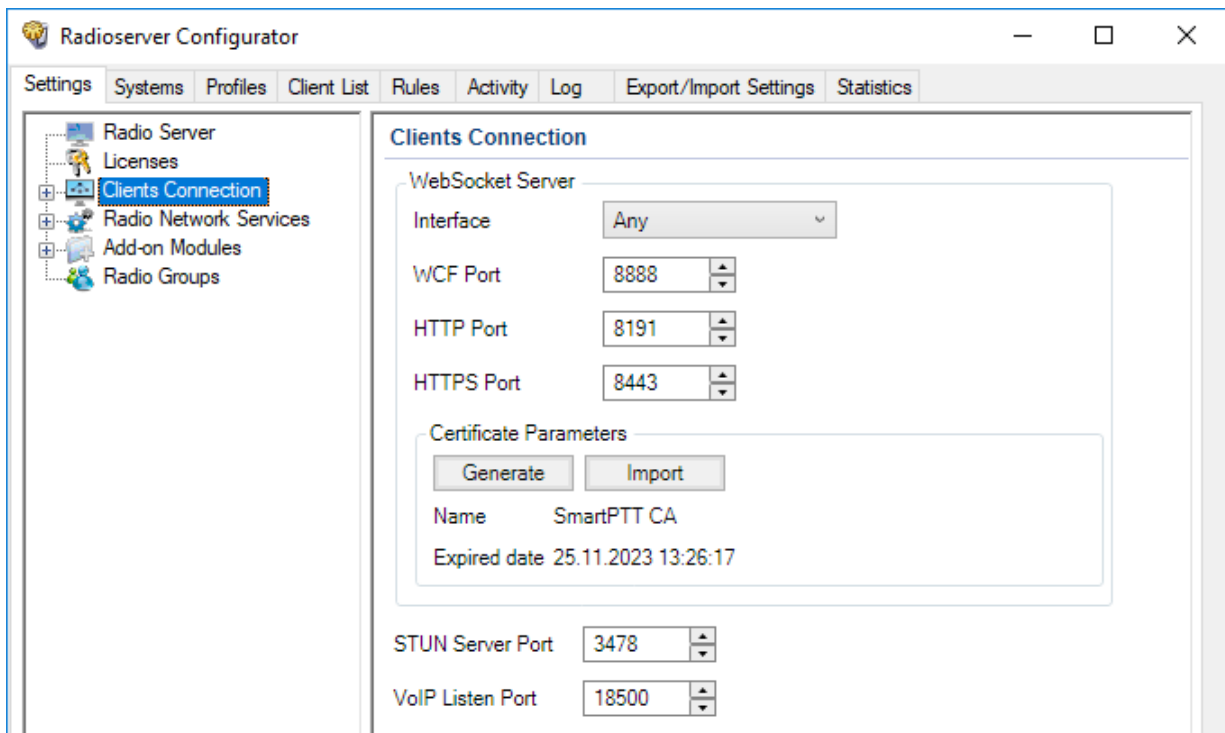 Radioserver Configurator
Settings Systems Profiles Client List Rules Activity Log Export/Import Settings Statistics
Radio Server
Licenses
Clients Connection
Radio Network Services
Add-on Modules
Radio Groups
Clients Connection
WebSocket Server
Interface Any
WCF Port 8888
HTTP Port 8191
HTTPS Port 8443
Certificate Parameters
Generate Import
Name SmartPTT CA
Expired date 25.11.2023 13:26:17
STUN Server Port 3478
VoIP Listen Port 18500